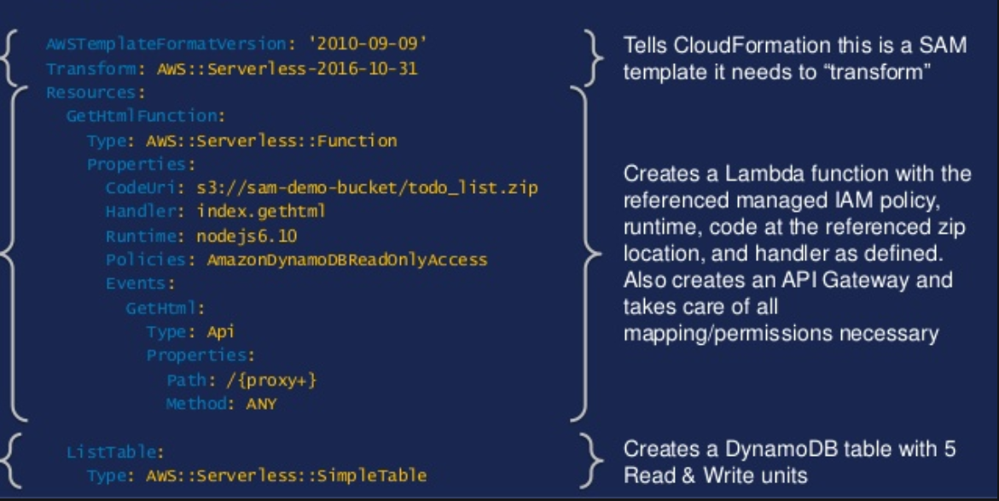 AWSTemplateFormatVersion: '2010-09-09'
Transform: AWS::Serverless-2016-10-31
Resources:
GetHtmlFunction:
Type: AWS::Serverless::Function
Properties:
CodeUri: s3://sam-demo-bucket/todo_list.zip
Handler: index.gethtml
Runtime: nodejs6.10
Policies: AmazonDynamoDBReadOnlyAccess
Events:
GetHtml:
Type: Api
Properties:
Path: /{proxy+}
Method: ANY
ListTable:
Type: AWS::Serverless::SimpleTable
Tells CloudFormation this is a SAM
template it needs to “transform”
Creates a Lambda function with the
referenced managed IAM policy,
runtime, code at the referenced zip
location, and handler as defined.
Also creates an API Gateway and
takes care of all
mapping/permissions necessary
Creates a DynamoDB table with 5
Read & Write units